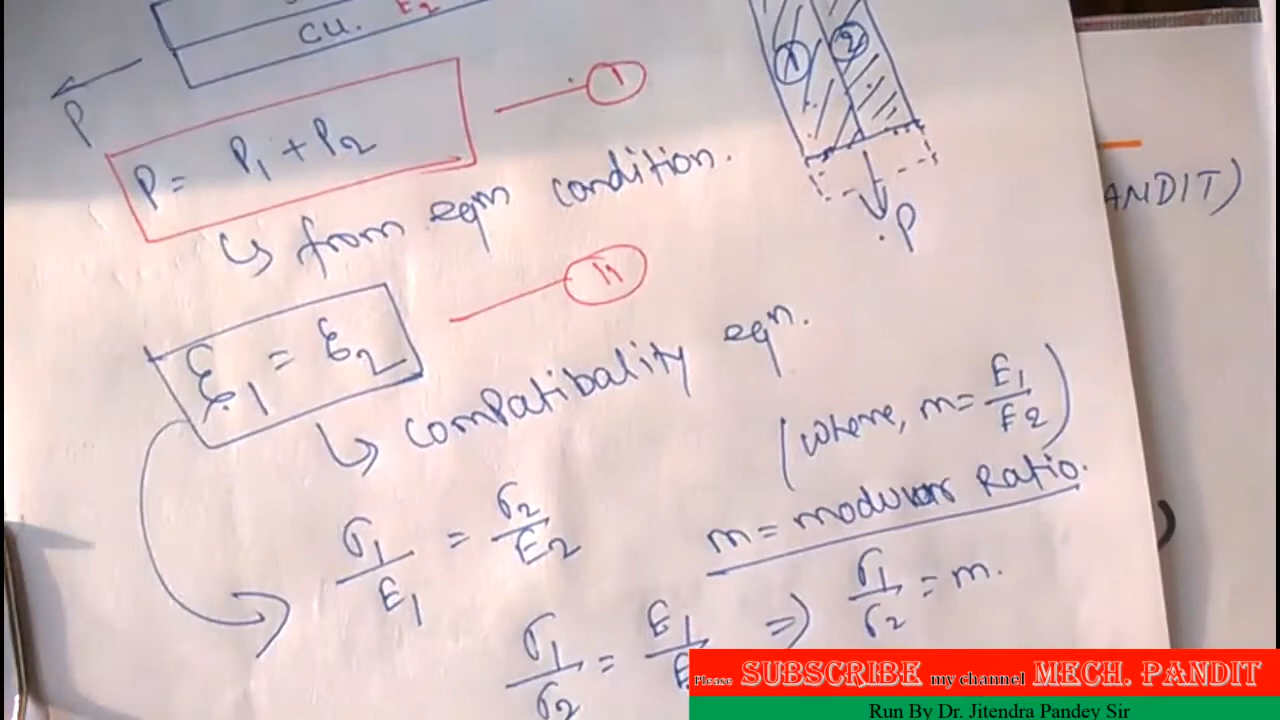 CU. E2
P
P = P1 + P2
1
↳ from eqn condition.
1 2
P
ANDIT)
ε1 = ε2
11
↳ Compatibality eqn.
(where, m = E1/E2)
m = modular Ratio.
σ1/E1 = σ2/E2
σ1/σ2 = E1/E ⇒ σ1/σ2 = m.
Please SUBSCRIBE my channel MECH. PANDIT
Run By Dr. Jitendra Pandey Sir